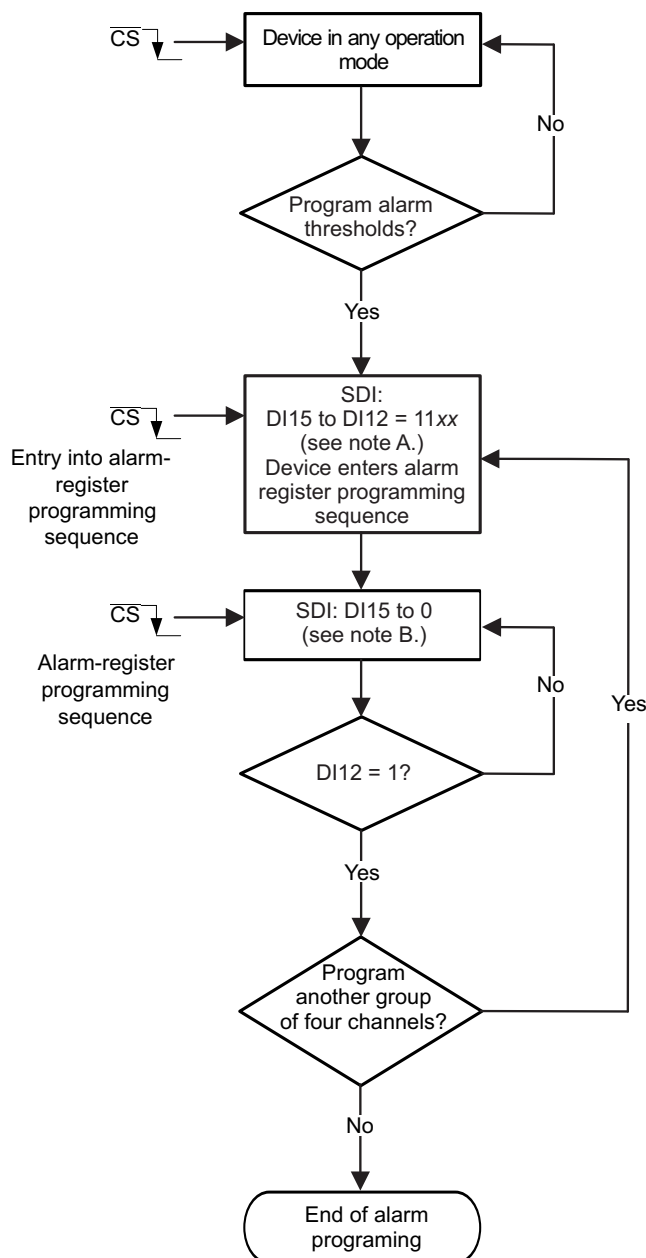 CS
Device in any operation
mode
No
Program alarm
thresholds?
Yes
CS
Entry into alarm-
register
programming
sequence
SDI:
DI15 to DI12 = 11xx
(see note A.)
Device enters alarm
register programming
sequence
CS
Alarm-register
programming
sequence
SDI: DI15 to 0
(see note B.)
No
Yes
DI12 = 1?
Yes
Program
another group
of four channels?
No
End of alarm
programing